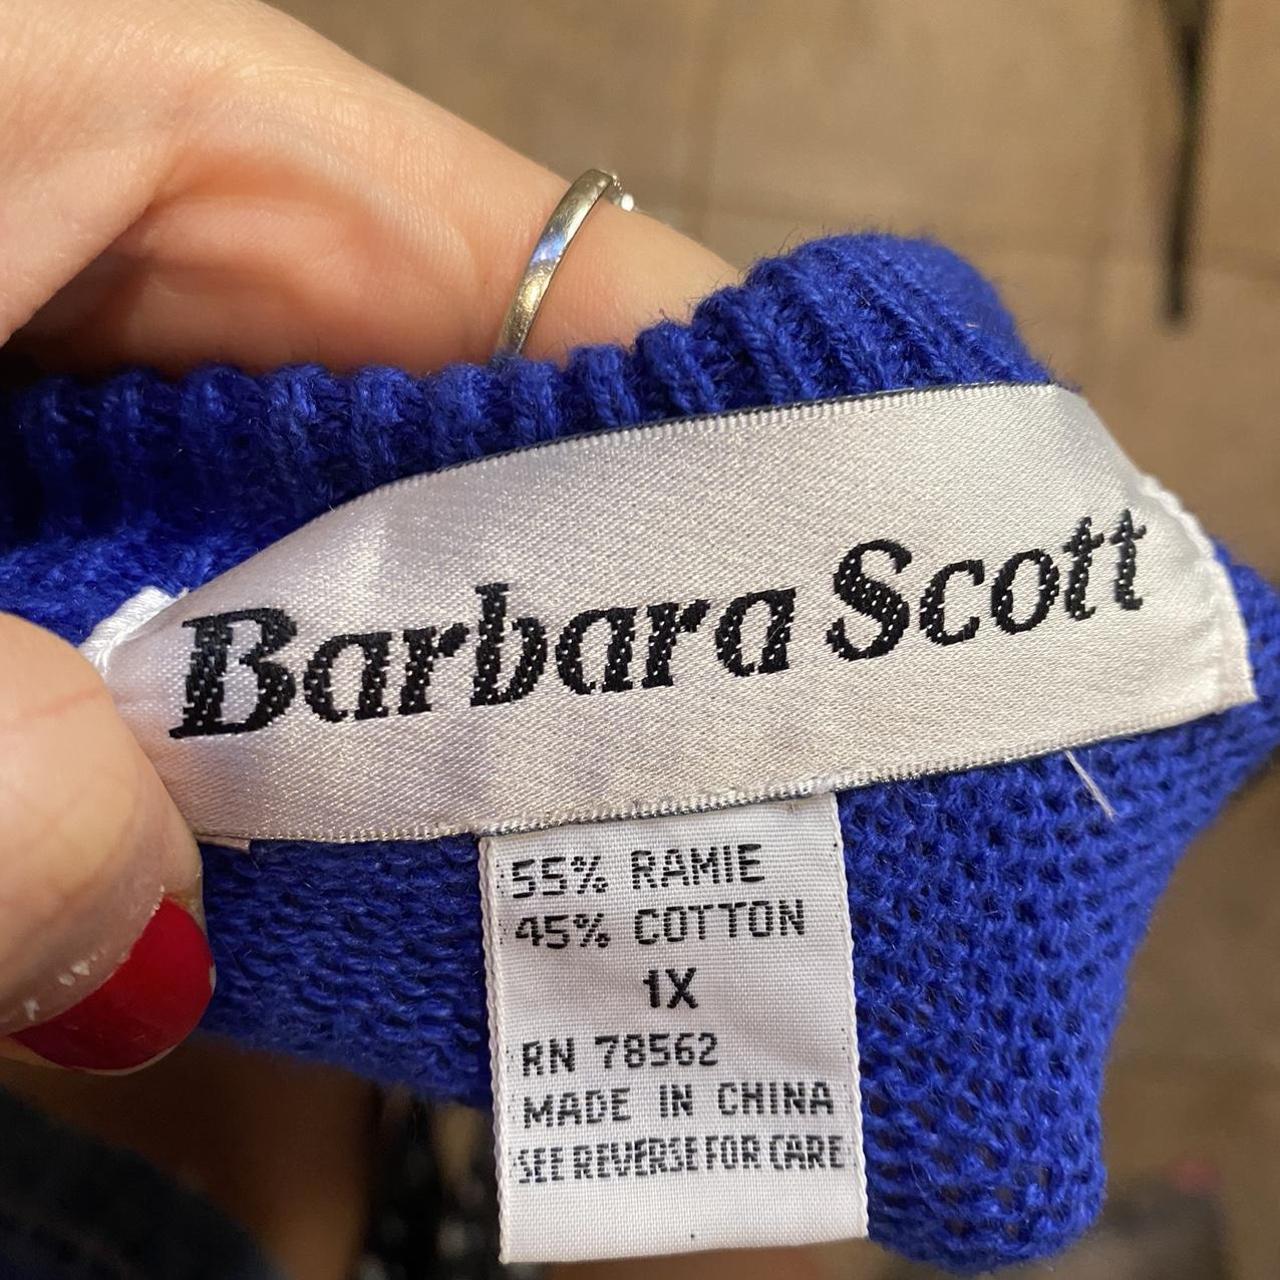 Barbara Scott
55% RAMIE
45% COTTON
1X
RN 78562
MADE IN CHINA
SEE REVERSE FOR CARE